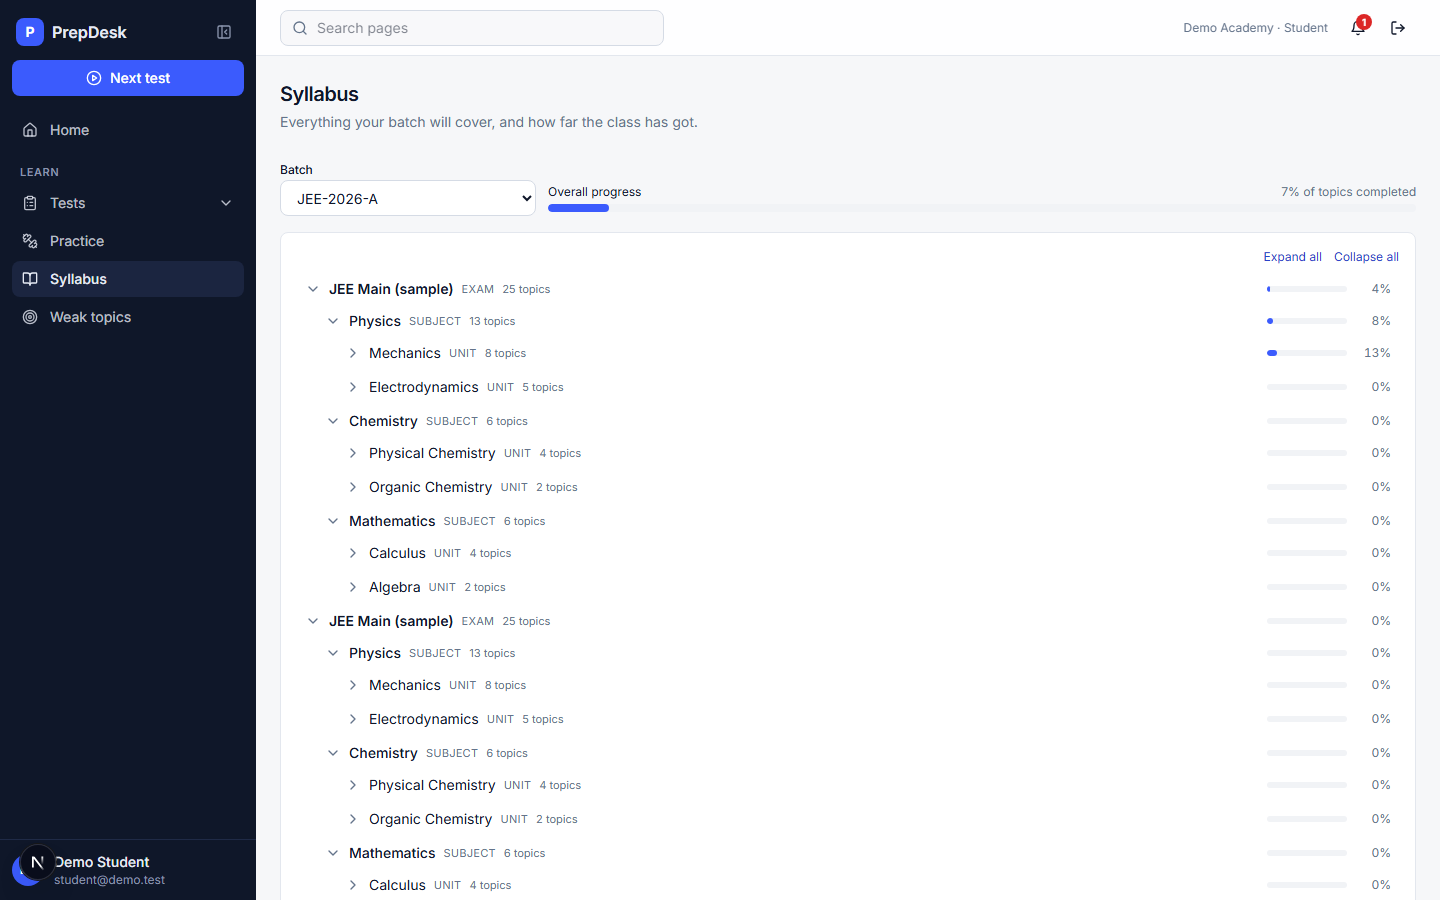 P PrepDesk
Next test
Home
LEARN
Tests
Practice
Syllabus
Weak topics
N Demo Student
student@demo.test
Search pages
Demo Academy · Student
1
Syllabus
Everything your batch will cover, and how far the class has got.
Batch
JEE-2026-A
Overall progress 7% of topics completed
Expand all Collapse all
JEE Main (sample) EXAM 25 topics 4%
Physics SUBJECT 13 topics 8%
Mechanics UNIT 8 topics 13%
Electrodynamics UNIT 5 topics 0%
Chemistry SUBJECT 6 topics 0%
Physical Chemistry UNIT 4 topics 0%
Organic Chemistry UNIT 2 topics 0%
Mathematics SUBJECT 6 topics 0%
Calculus UNIT 4 topics 0%
Algebra UNIT 2 topics 0%
JEE Main (sample) EXAM 25 topics 0%
Physics SUBJECT 13 topics 0%
Mechanics UNIT 8 topics 0%
Electrodynamics UNIT 5 topics 0%
Chemistry SUBJECT 6 topics 0%
Physical Chemistry UNIT 4 topics 0%
Organic Chemistry UNIT 2 topics 0%
Mathematics SUBJECT 6 topics 0%
Calculus UNIT 4 topics 0%